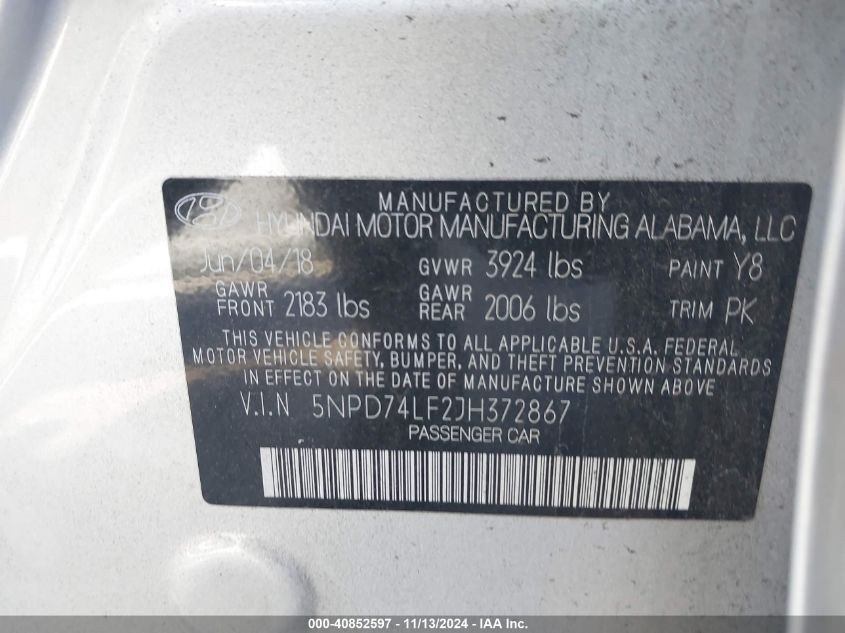 MANUFACTURED BY
HYUNDAI MOTOR MANUFACTURING ALABAMA, LLC
Jun/04/18 GVWR 3924 lbs PAINT Y8
GAWR FRONT 2183 lbs GAWR REAR 2006 lbs TRIM PK
THIS VEHICLE CONFORMS TO ALL APPLICABLE U.S.A. FEDERAL
MOTOR VEHICLE SAFETY, BUMPER, AND THEFT PREVENTION STANDARDS
IN EFFECT ON THE DATE OF MANUFACTURE SHOWN ABOVE.
V.I.N 5NPD74LF2JH372867
PASSENGER CAR
000-40852597 - 11/13/2024 - IAA Inc.